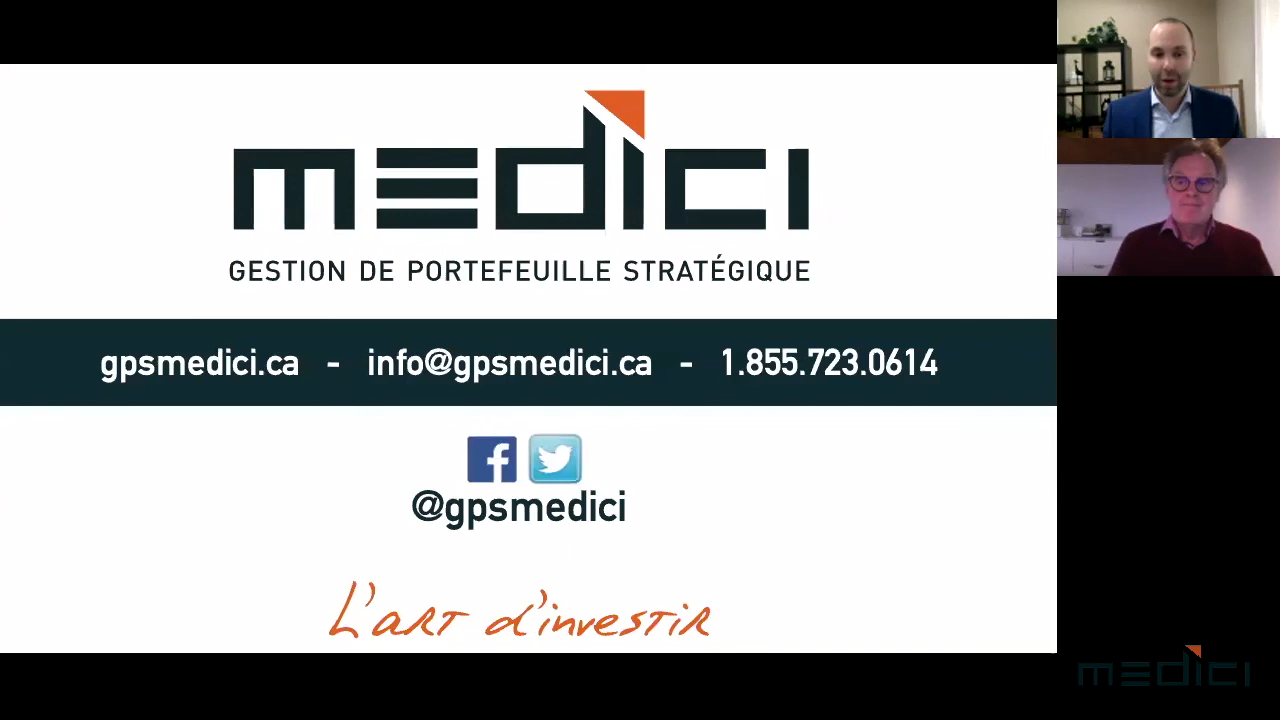 medici
GESTION DE PORTEFEUILLE STRATÉGIQUE
gpsmedici.ca - info@gpsmedici.ca - 1.855.723.0614
@gpsmedici
L'art d'investir
medici